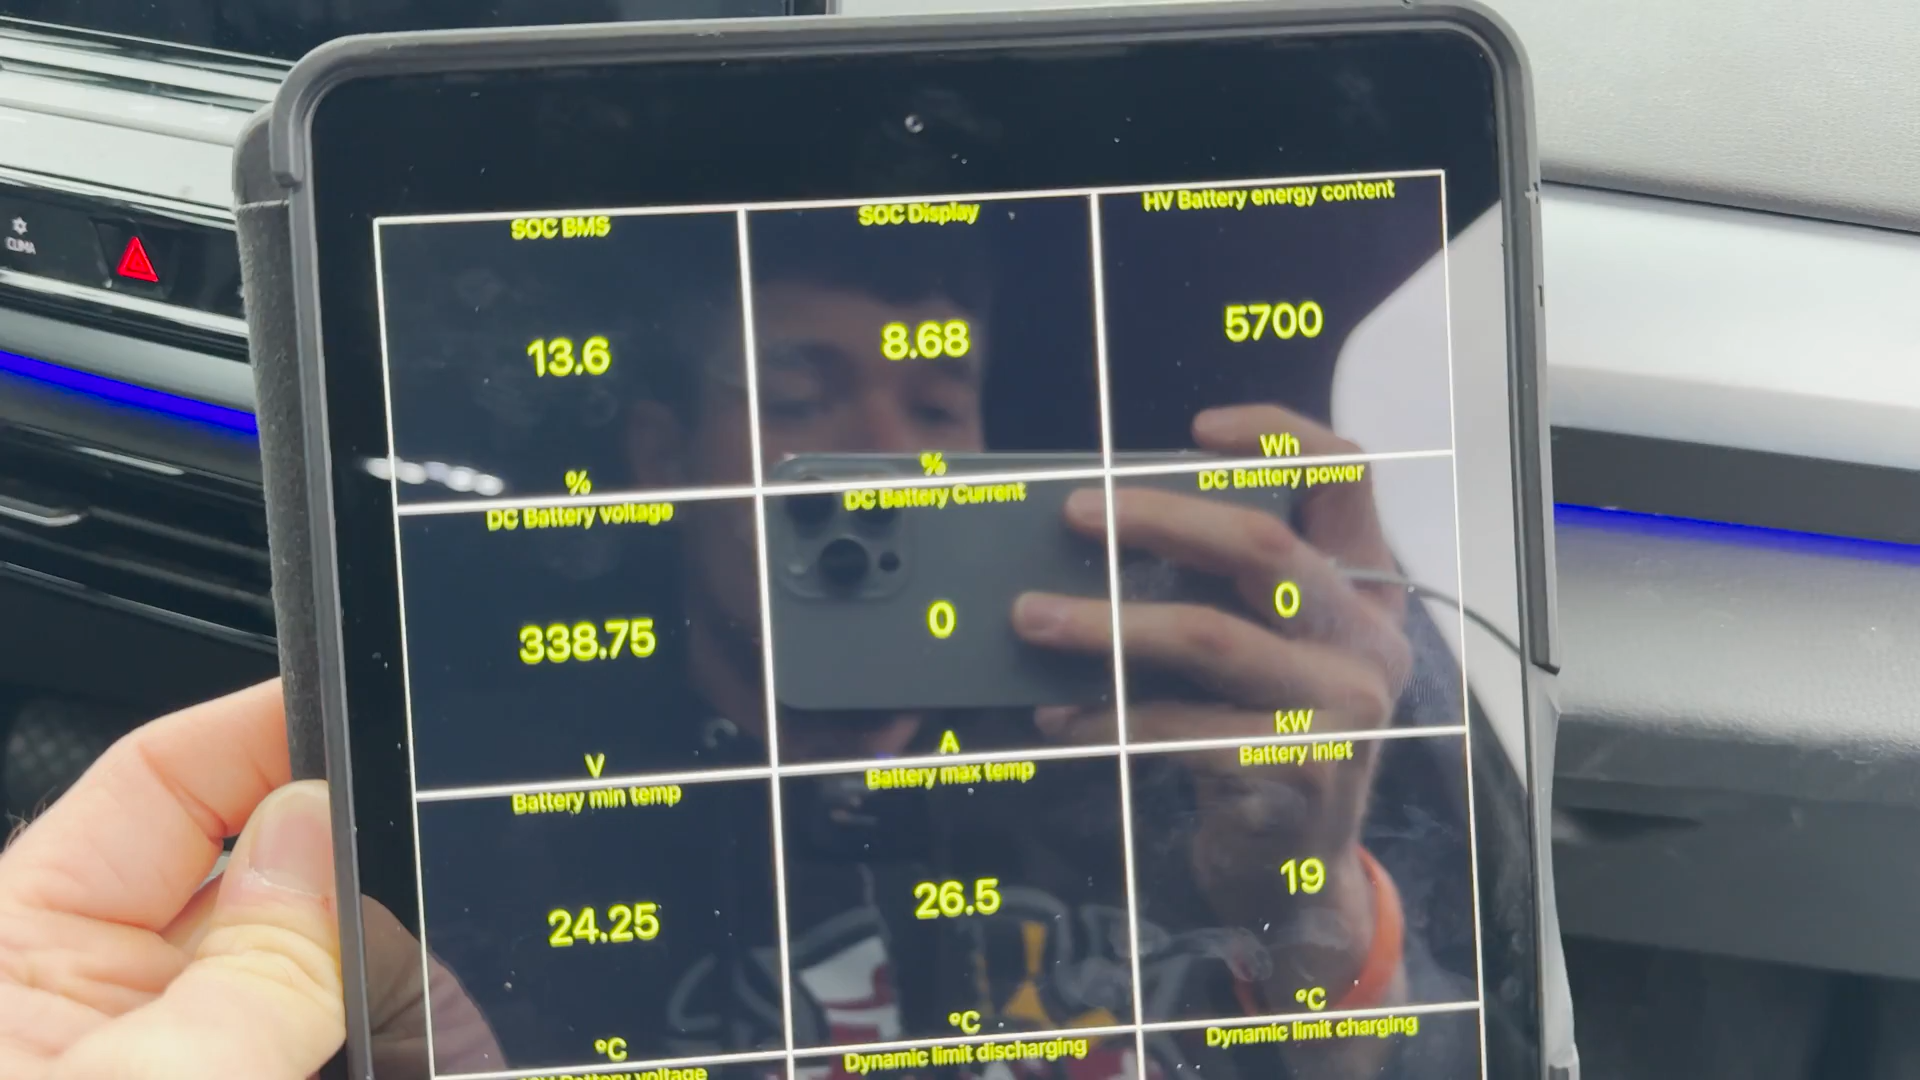 CLIMA
SOC BMS
13.6
%
SOC Display
8.68
%
HV Battery energy content
5700
Wh
DC Battery voltage
338.75
V
DC Battery Current
0
A
DC Battery power
0
kW
Battery min temp
24.25
°C
Battery max temp
26.5
°C
Battery inlet
19
°C
Battery voltage
Dynamic limit discharging
Dynamic limit charging